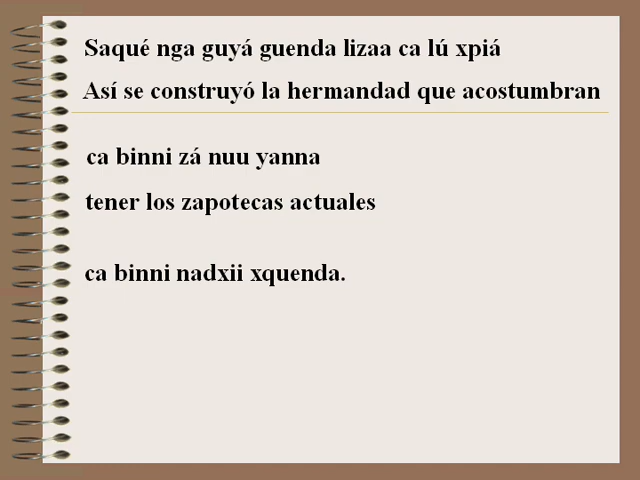 Saqué nga guyá guenda lizaa ca lú xpiá
Así se construyó la hermandad que acostumbran
ca binni zá nuu yanna
tener los zapotecas actuales
ca binni nadxii xquenda.